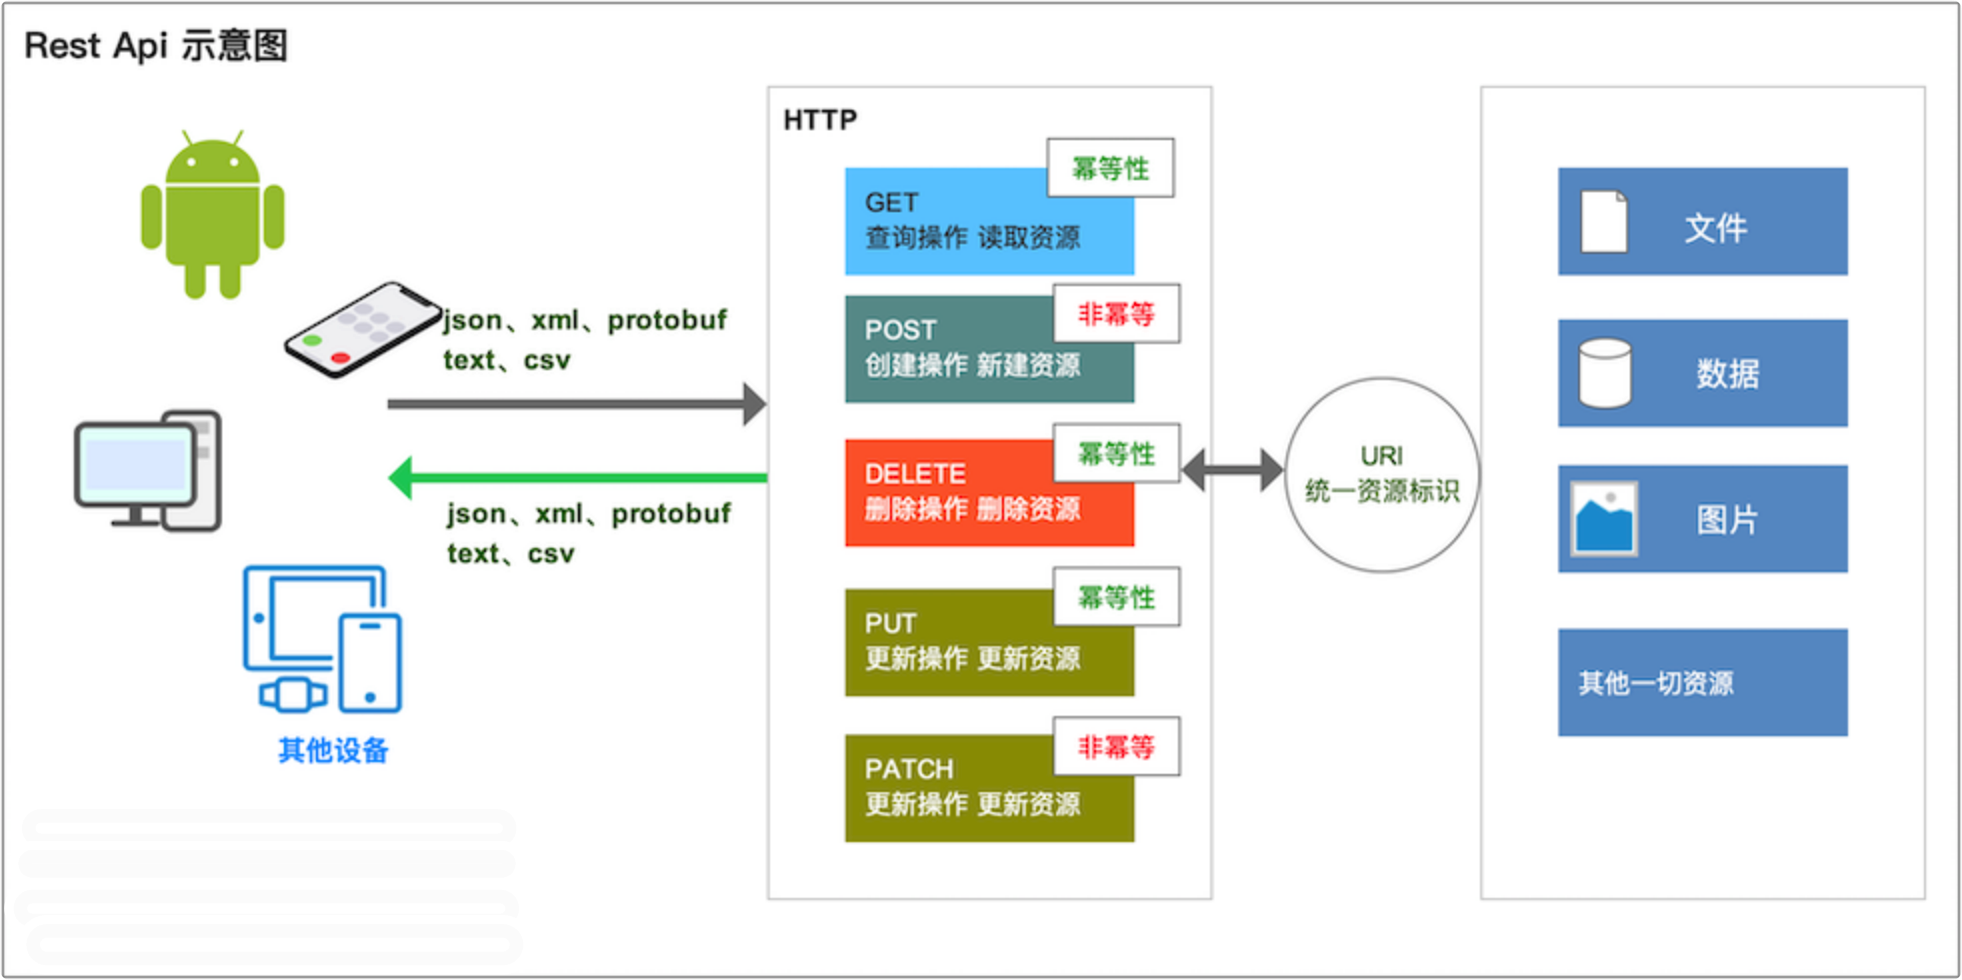 Rest Api 示意图
json、xml、protobuf
text、csv
json、xml、protobuf
text、csv
其他设备
HTTP
幂等性
GET
查询操作 读取资源
非幂等
POST
创建操作 新建资源
幂等性
DELETE
删除操作 删除资源
幂等性
PUT
更新操作 更新资源
非幂等
PATCH
更新操作 更新资源
URI
统一资源标识
文件
数据
图片
其他一切资源